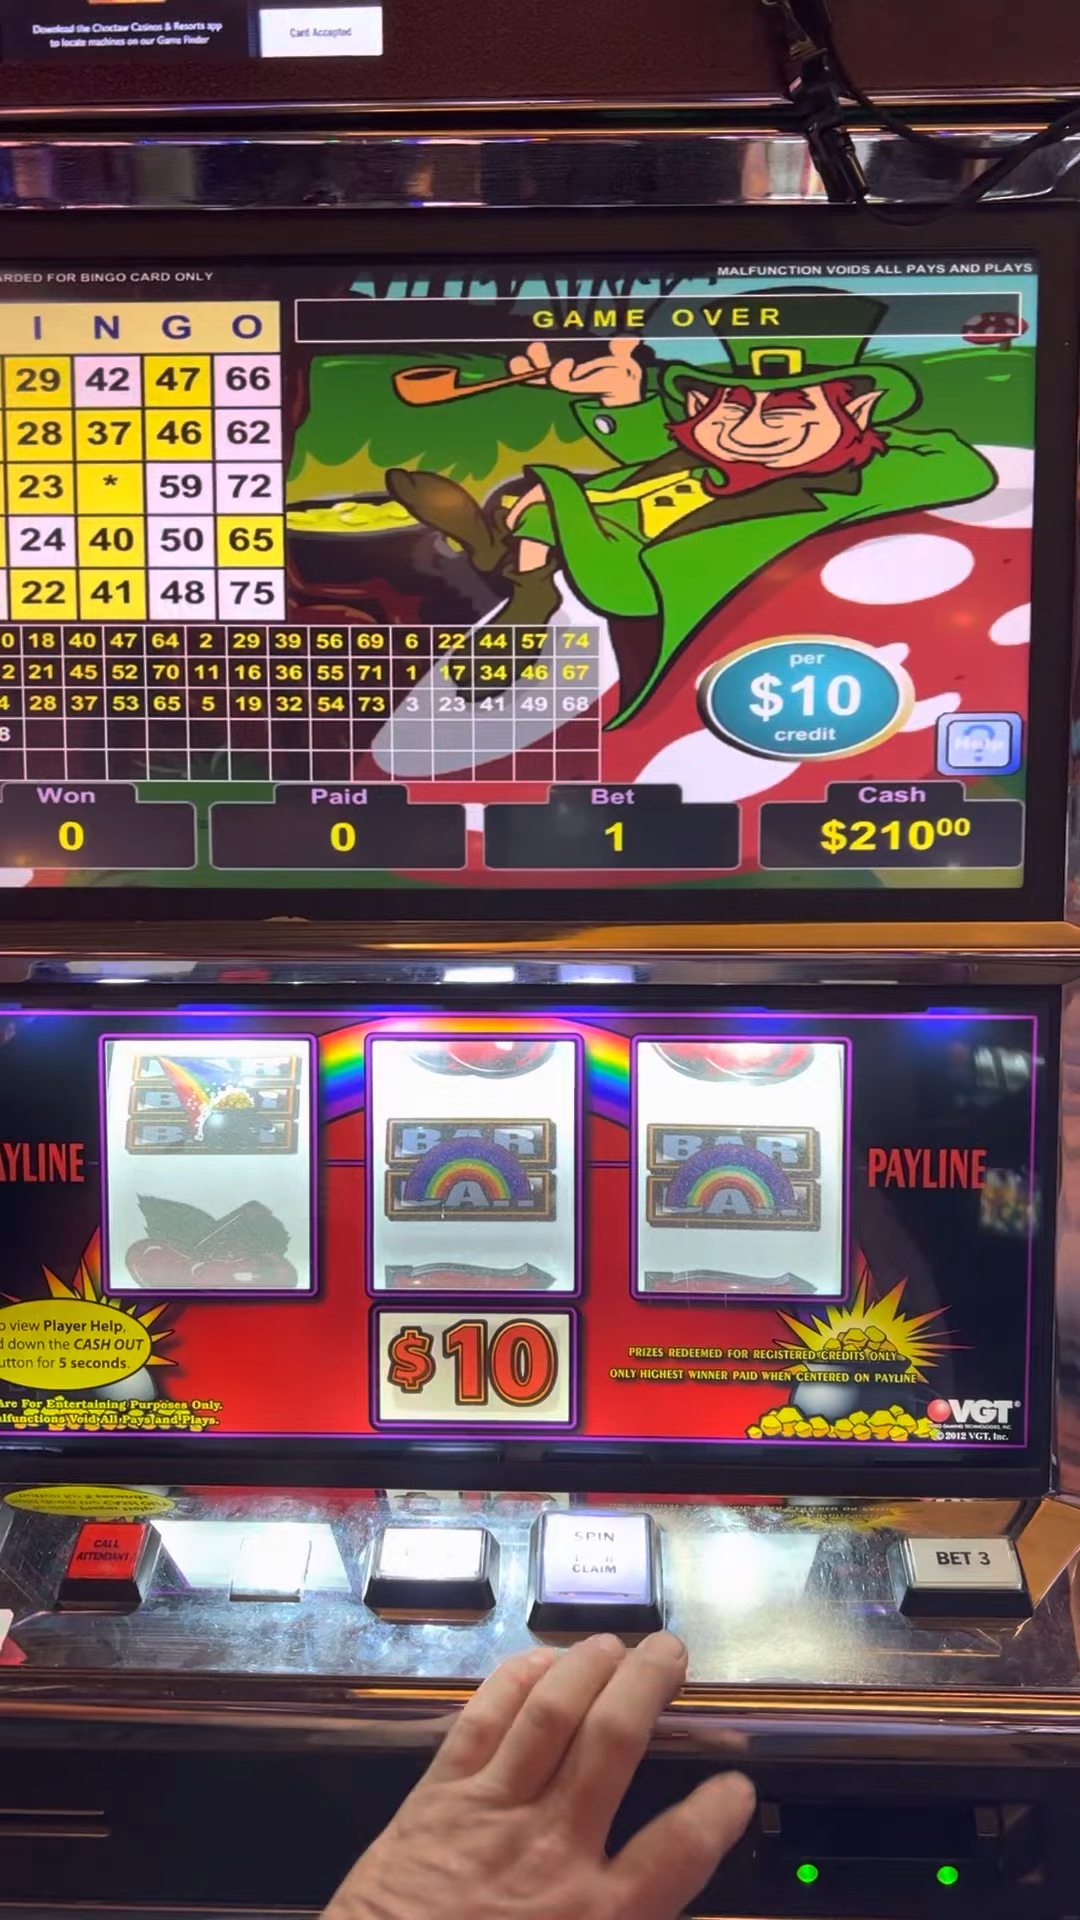 Download the Choctaw Casinos & Resorts app
to locate machines on our Game Finder
Card Accepted
RDED FOR BINGO CARD ONLY
MALFUNCTION VOIDS ALL PAYS AND PLAYS
I N G O
GAME OVER
29 42 47 66
28 37 46 62
23 * 59 72
24 40 50 65
22 41 48 75
0 18 40 47 64 2 29 39 56 69 6 22 44 57 74
2 21 45 52 70 11 16 36 55 71 1 17 34 46 67
4 28 37 53 65 5 19 32 54 73 3 23 41 49 68
8
per
$10
credit
Help
?
Won Paid Bet Cash
0 0 1 $210⁰⁰
BAR
BAR
AYLINE
PAYLINE
o view Player Help,
d down the CASH OUT
utton for 5 seconds.
$10
PRIZES REDEEMED FOR REGISTERED CREDITS ONLY
ONLY HIGHEST WINNER PAID WHEN CENTERED ON PAYLINE
Are For Entertaining Purposes Only.
lfunctions Void All Pays and Plays.
VGT®
© 2012 VGT, Inc.
CALL
ATTENDANT
SPIN
CLAIM
BET 3